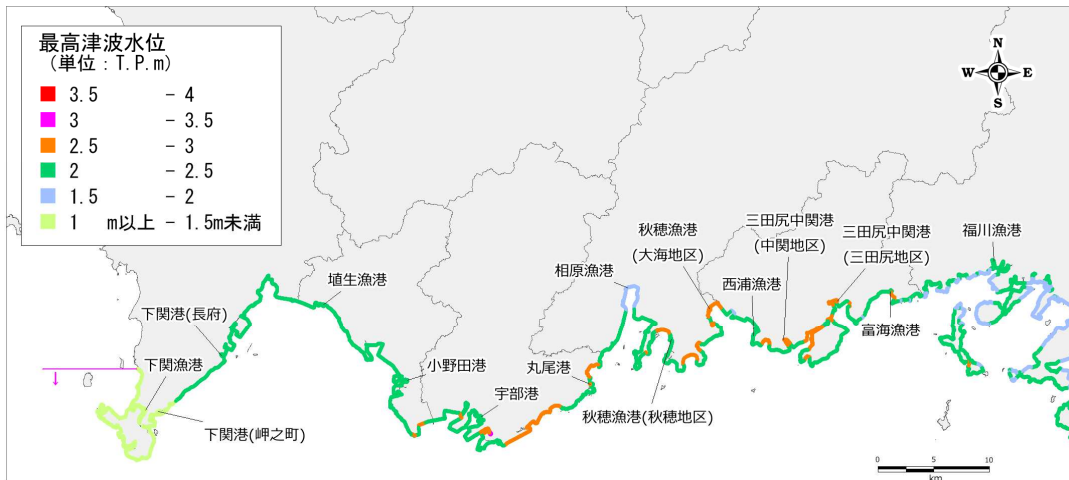 最高津波水位
(単位：T.P.m)
3.5 - 4
3 - 3.5
2.5 - 3
2 - 2.5
1.5 - 2
1 m以上 - 1.5m未満
N
W E
S
福川漁港
三田尻中関港
(三田尻地区)
三田尻中関港
(中関地区)
秋穂漁港
(大海地区)
相原漁港
西浦漁港
埴生漁港
下関港(長府)
富海漁港
下関漁港
小野田港
丸尾港
宇部港
秋穂漁港(秋穂地区)
下関港(岬之町)
0 5 10
km